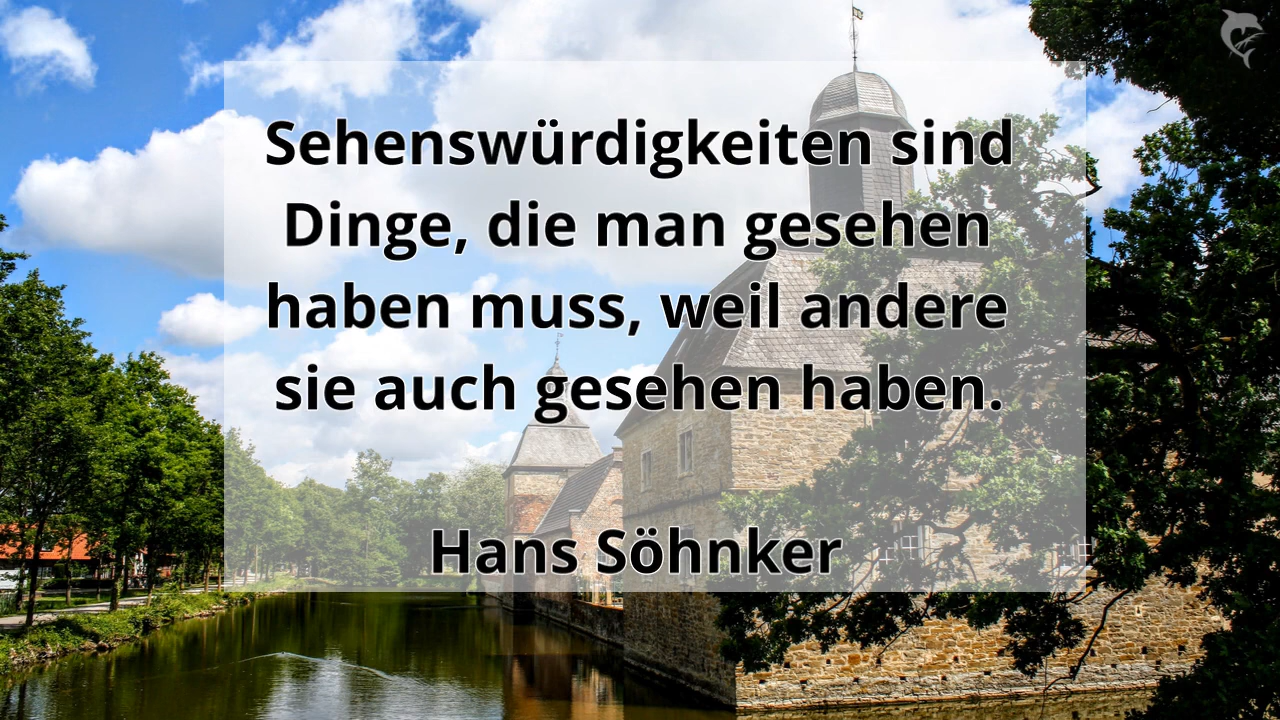 Sehenswürdigkeiten sind
Dinge, die man gesehen
haben muss, weil andere
sie auch gesehen haben.
Hans Söhnker